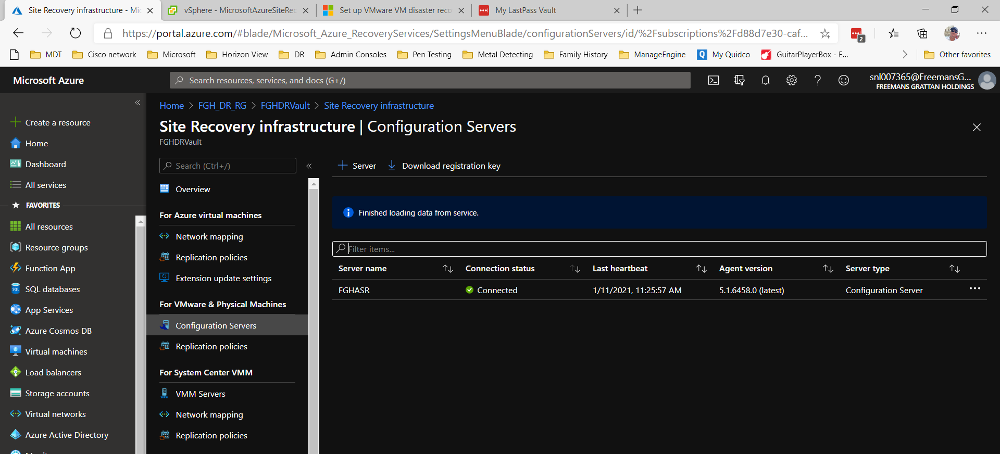 Site Recovery infrastructure - Mi
vSphere - MicrosoftAzureSiteRec
Set up VMware VM disaster reco
My LastPass Vault
https://portal.azure.com/#blade/Microsoft_Azure_RecoveryServices/SettingsMenuBlade/configurationServers/id/%2Fsubscriptions%2Fd88d7e30-caf...
2
MDT
Cisco network
Microsoft
Horizon View
DR
Admin Consoles
Pen Testing
Metal Detecting
Family History
ManageEngine
My Quidco
GuitarPlayerBox - E...
Other favorites
Microsoft Azure
Search resources, services, and docs (G+/)
snl007365@FreemansG...
FREEMANS GRATTAN HOLDINGS
Create a resource
Home
Dashboard
All services
FAVORITES
All resources
Resource groups
Function App
SQL databases
App Services
Azure Cosmos DB
Virtual machines
Load balancers
Storage accounts
Virtual networks
Azure Active Directory
Home > FGH_DR_RG > FGHDRVault > Site Recovery infrastructure
Site Recovery infrastructure | Configuration Servers
FGHDRVault
Search (Ctrl+/)
Overview
For Azure virtual machines
Network mapping
Replication policies
Extension update settings
For VMware & Physical Machines
Configuration Servers
Replication policies
For System Center VMM
VMM Servers
Network mapping
Replication policies
Server
Download registration key
Finished loading data from service.
Filter items...
Server name Connection status Last heartbeat Agent version Server type
FGHASR Connected 1/11/2021, 11:25:57 AM 5.1.6458.0 (latest) Configuration Server